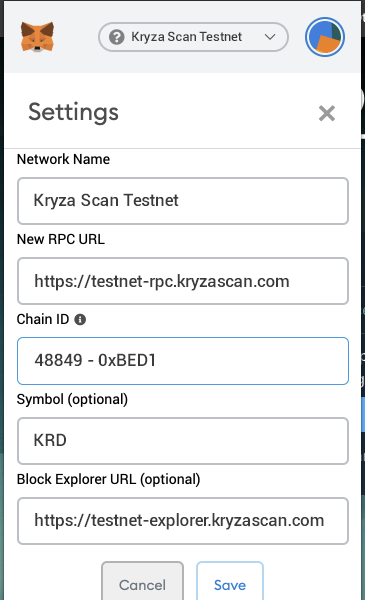 Kryza Scan Testnet
Settings
Network Name
Kryza Scan Testnet
New RPC URL
https://testnet-rpc.kryzascan.com
Chain ID
48849 - 0xBED1
Symbol (optional)
KRD
Block Explorer URL (optional)
https://testnet-explorer.kryzascan.com
Cancel
Save